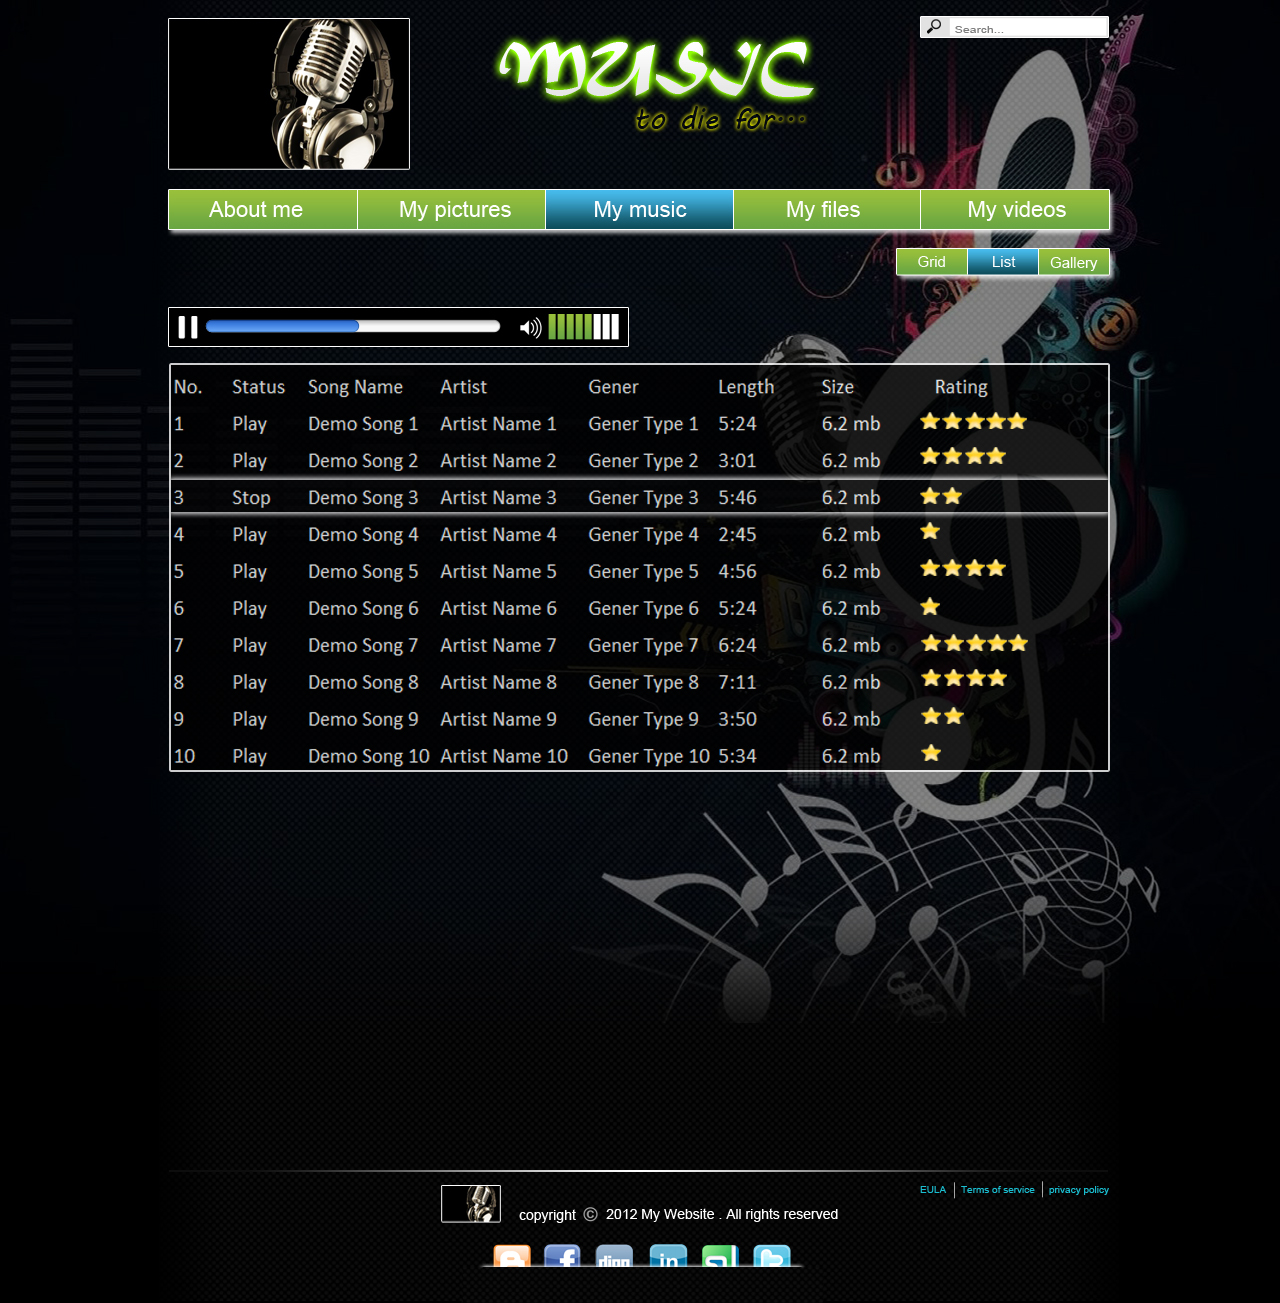 MUSIC
to die for...
Search...
About me My pictures My music My files My videos
Grid List Gallery
No. Status Song Name Artist Gener Length Size Rating
1 Play Demo Song 1 Artist Name 1 Gener Type 1 5:24 6.2 mb
2 Play Demo Song 2 Artist Name 2 Gener Type 2 3:01 6.2 mb
3 Stop Demo Song 3 Artist Name 3 Gener Type 3 5:46 6.2 mb
4 Play Demo Song 4 Artist Name 4 Gener Type 4 2:45 6.2 mb
5 Play Demo Song 5 Artist Name 5 Gener Type 5 4:56 6.2 mb
6 Play Demo Song 6 Artist Name 6 Gener Type 6 5:24 6.2 mb
7 Play Demo Song 7 Artist Name 7 Gener Type 7 6:24 6.2 mb
8 Play Demo Song 8 Artist Name 8 Gener Type 8 7:11 6.2 mb
9 Play Demo Song 9 Artist Name 9 Gener Type 9 3:50 6.2 mb
10 Play Demo Song 10 Artist Name 10 Gener Type 10 5:34 6.2 mb
EULA Terms of service privacy policy
copyright © 2012 My Website . All rights reserved
f digg in